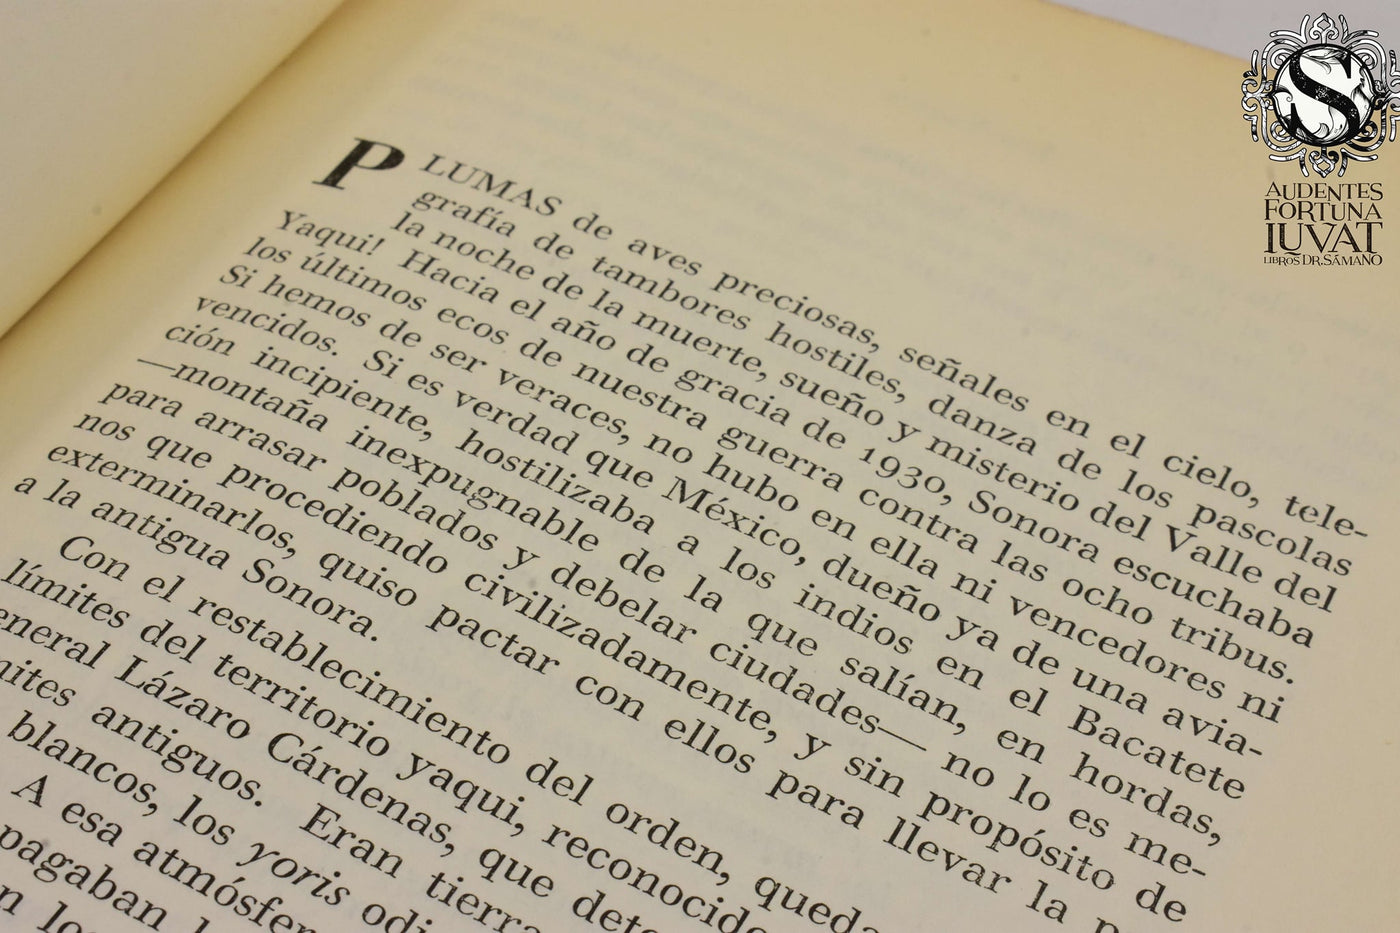 PLUMAS de aves preciosas, señales en el cielo, tele-
grafía de tambores hostiles, danza de los pascolas
la noche de la muerte, sueño y misterio del Valle del
Yaqui! Hacia el año de gracia de 1930, Sonora escuchaba
los últimos ecos de nuestra guerra contra las ocho tribus.
Si hemos de ser veraces, no hubo en ella ni vencedores ni
vencidos. Si es verdad que México, dueño ya de una avia-
ción incipiente, hostilizaba a los indios en el Bacatete
—montaña inexpugnable de la que salían, en hordas,
para arrasar poblados y debelar ciudades— no lo es me-
nos que procediendo civilizadamente, y sin propósito de
exterminarlos, quiso pactar con ellos para llevar la
a la antigua Sonora.
Con el restablecimiento del orden,
límites del territorio yaqui,
Lázaro Cárdenas, que
antiguos. Eran
blancos, los yoris
A esa
AUDENTES
FORTUNA
IUVAT
LIBROS DR. SÁMANO